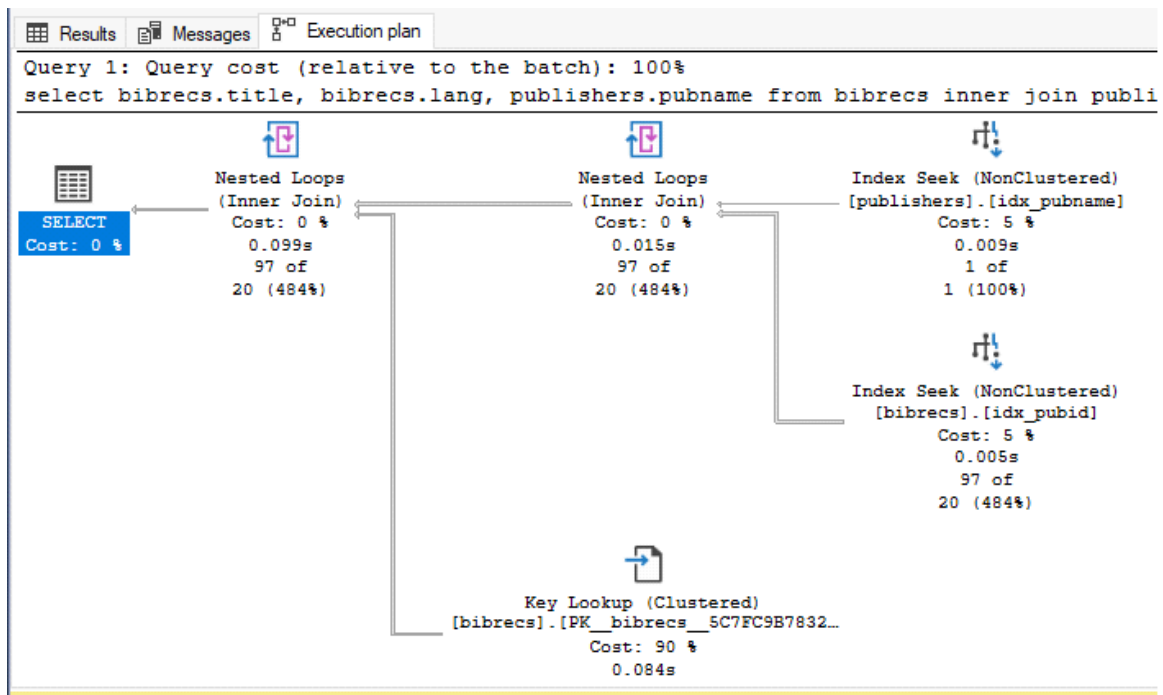 Results Messages Execution plan
Query 1: Query cost (relative to the batch): 100%
select bibrecs.title, bibrecs.lang, publishers.pubname from bibrecs inner join publi
SELECT
Cost: 0 %
Nested Loops
(Inner Join)
Cost: 0 %
0.099s
97 of
20 (484%)
Nested Loops
(Inner Join)
Cost: 0 %
0.015s
97 of
20 (484%)
Index Seek (NonClustered)
[publishers].[idx_pubname]
Cost: 5 %
0.009s
1 of
1 (100%)
Index Seek (NonClustered)
[bibrecs].[idx_pubid]
Cost: 5 %
0.005s
97 of
20 (484%)
Key Lookup (Clustered)
[bibrecs].[PK__bibrecs__5C7FC9B7832…
Cost: 90 %
0.084s